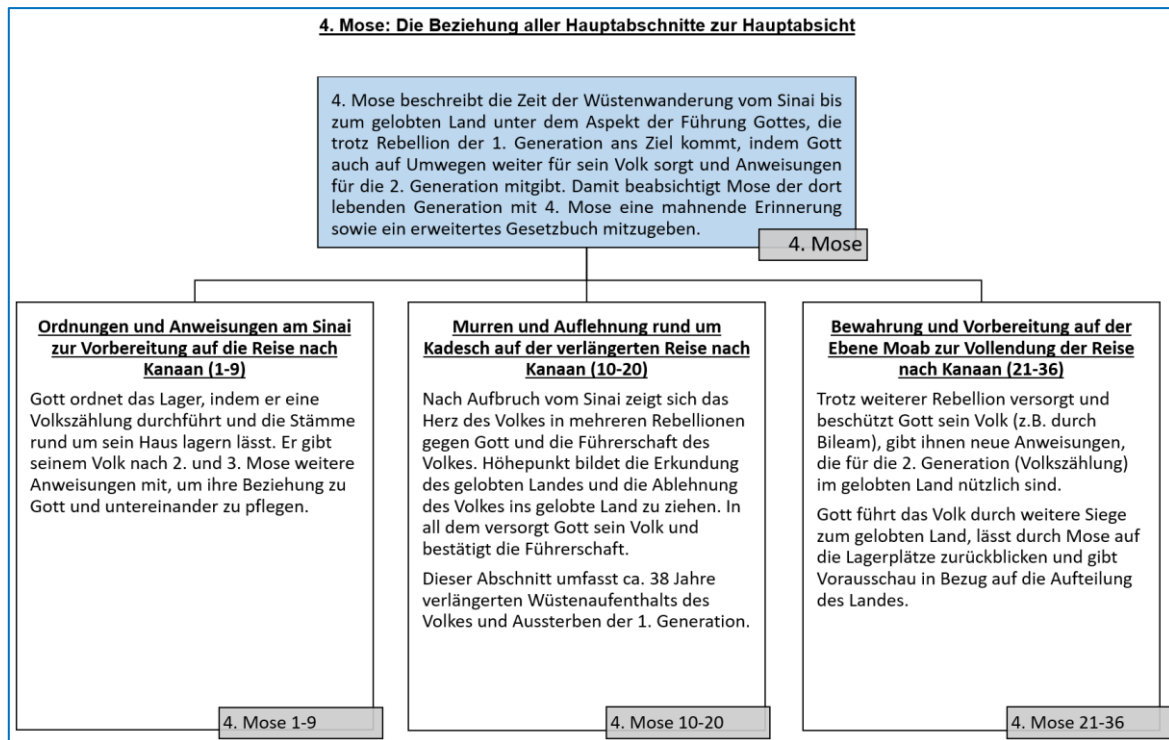 4. Mose: Die Beziehung aller Hauptabschnitte zur Hauptabsicht
4. Mose beschreibt die Zeit der Wüstenwanderung vom Sinai bis
zum gelobten Land unter dem Aspekt der Führung Gottes, die
trotz Rebellion der 1. Generation ans Ziel kommt, indem Gott
auch auf Umwegen weiter für sein Volk sorgt und Anweisungen
für die 2. Generation mitgibt. Damit beabsichtigt Mose der dort
lebenden Generation mit 4. Mose eine mahnende Erinnerung
sowie ein erweitertes Gesetzbuch mitzugeben.
4. Mose
Ordnungen und Anweisungen am Sinai
zur Vorbereitung auf die Reise nach
Kanaan (1-9)
Gott ordnet das Lager, indem er eine
Volkszählung durchführt und die Stämme
rund um sein Haus lagern lässt. Er gibt
seinem Volk nach 2. und 3. Mose weitere
Anweisungen mit, um ihre Beziehung zu
Gott und untereinander zu pflegen.
4. Mose 1-9
Murren und Auflehnung rund um
Kadesch auf der verlängerten Reise nach
Kanaan (10-20)
Nach Aufbruch vom Sinai zeigt sich das
Herz des Volkes in mehreren Rebellionen
gegen Gott und die Führerschaft des
Volkes. Höhepunkt bildet die Erkundung
des gelobten Landes und die Ablehnung
des Volkes ins gelobte Land zu ziehen. In
all dem versorgt Gott sein Volk und
bestätigt die Führerschaft.
Dieser Abschnitt umfasst ca. 38 Jahre
verlängerten Wüstenaufenthalts des
Volkes und Aussterben der 1. Generation.
4. Mose 10-20
Bewahrung und Vorbereitung auf der
Ebene Moab zur Vollendung der Reise
nach Kanaan (21-36)
Trotz weiterer Rebellion versorgt und
beschützt Gott sein Volk (z.B. durch
Bileam), gibt ihnen neue Anweisungen,
die für die 2. Generation (Volkszählung)
im gelobten Land nützlich sind.
Gott führt das Volk durch weitere Siege
zum gelobten Land, lässt durch Mose auf
die Lagerplätze zurückblicken und gibt
Vorausschau in Bezug auf die Aufteilung
des Landes.
4. Mose 21-36